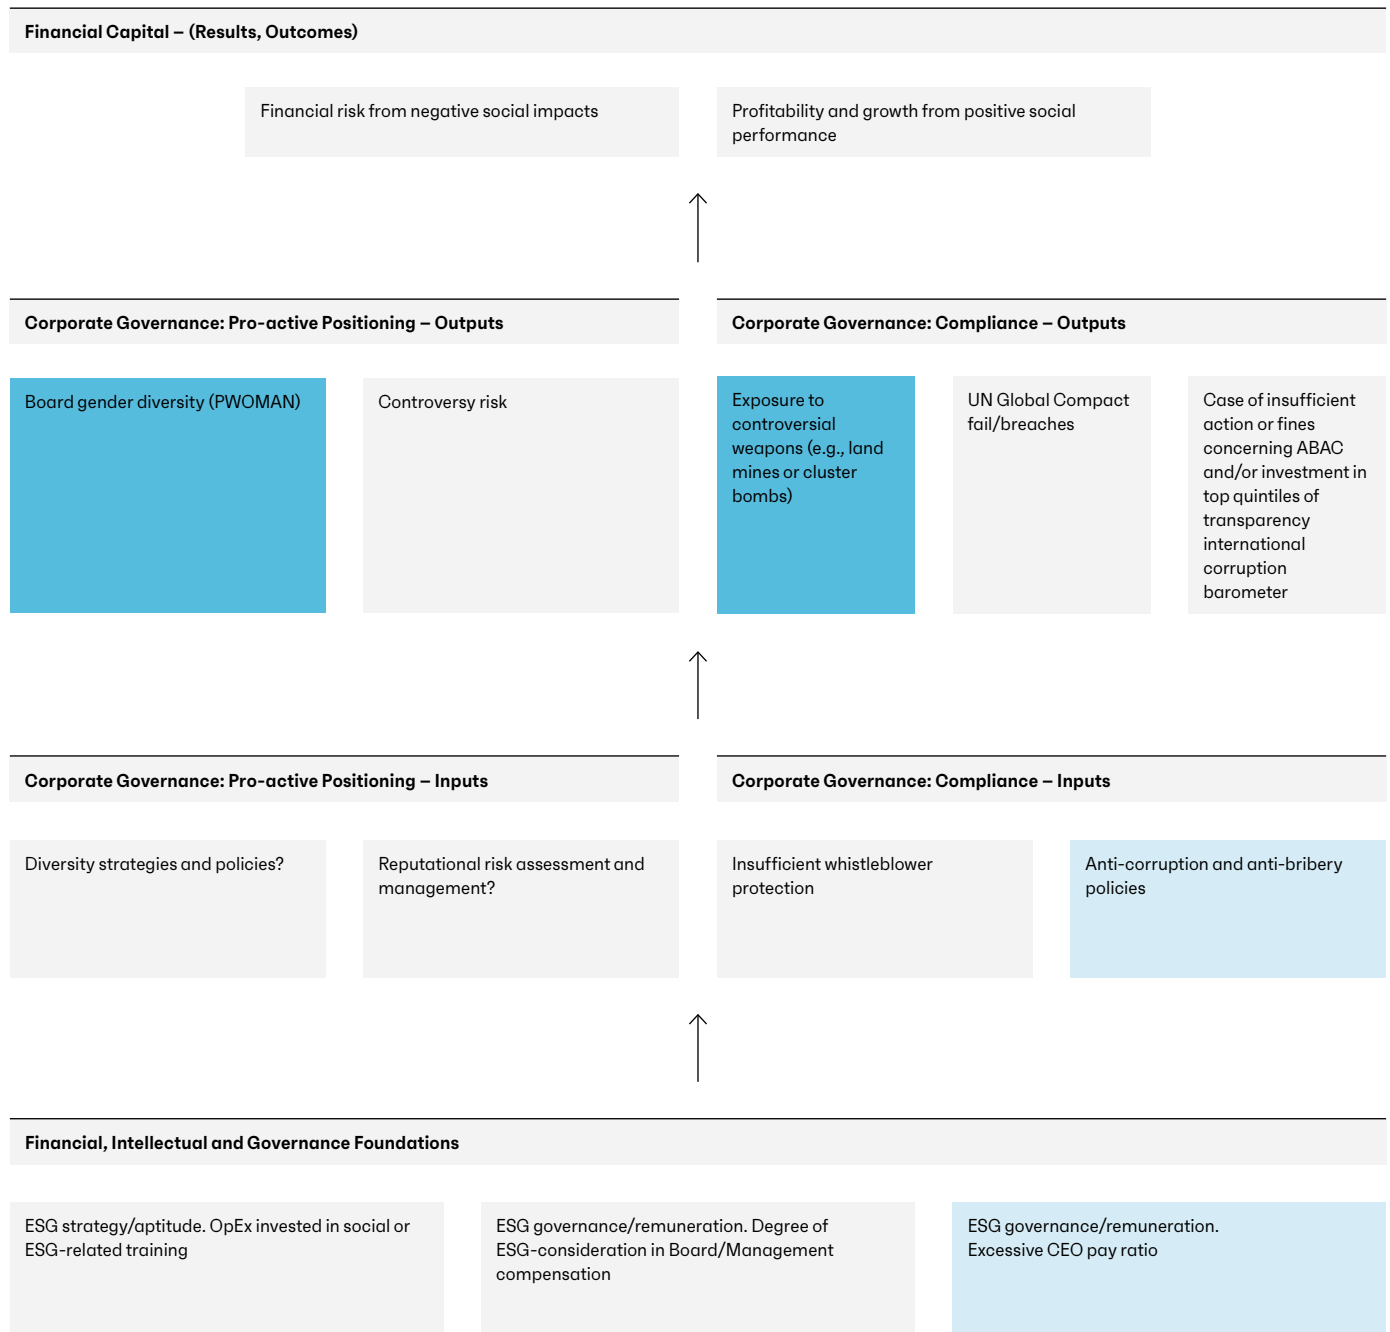 Financial Capital – (Results, Outcomes)
Financial risk from negative social impacts
Profitability and growth from positive social
performance
Corporate Governance: Pro-active Positioning – Outputs
Corporate Governance: Compliance – Outputs
Board gender diversity (PWOMAN)
Controversy risk
Exposure to
controversial
weapons (e.g., land
mines or cluster
bombs)
UN Global Compact
fail/breaches
Case of insufficient
action or fines
concerning ABAC
and/or investment in
top quintiles of
transparency
international
corruption
barometer
Corporate Governance: Pro-active Positioning – Inputs
Corporate Governance: Compliance – Inputs
Diversity strategies and policies?
Reputational risk assessment and
management?
Insufficient whistleblower
protection
Anti-corruption and anti-bribery
policies
Financial, Intellectual and Governance Foundations
ESG strategy/aptitude. OpEx invested in social or
ESG-related training
ESG governance/remuneration. Degree of
ESG-consideration in Board/Management
compensation
ESG governance/remuneration.
Excessive CEO pay ratio